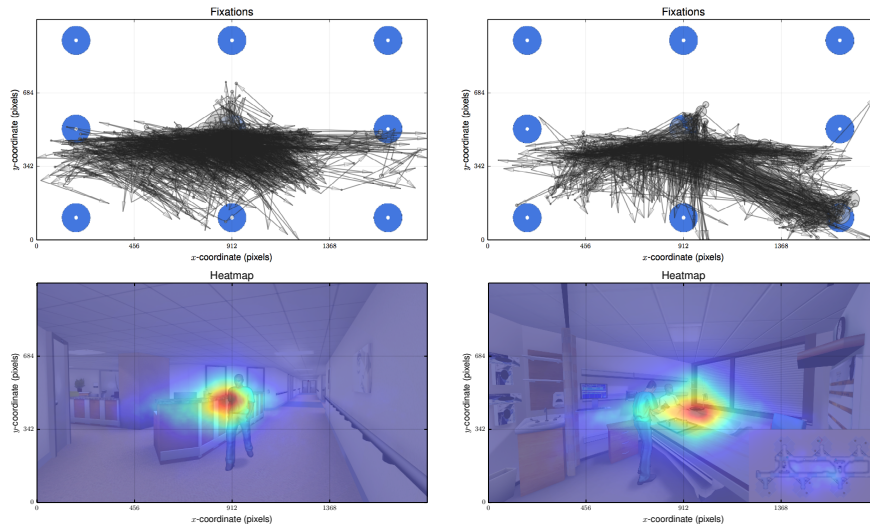 Fixations
684
342
0
y-coordinate (pixels)
0 456 912 1368
x-coordinate (pixels)
Fixations
684
342
0
y-coordinate (pixels)
0 456 912 1368
x-coordinate (pixels)
Heatmap
684
342
0
y-coordinate (pixels)
0 456 912 1368
x-coordinate (pixels)
Heatmap
684
342
0
y-coordinate (pixels)
0 456 912 1368
x-coordinate (pixels)